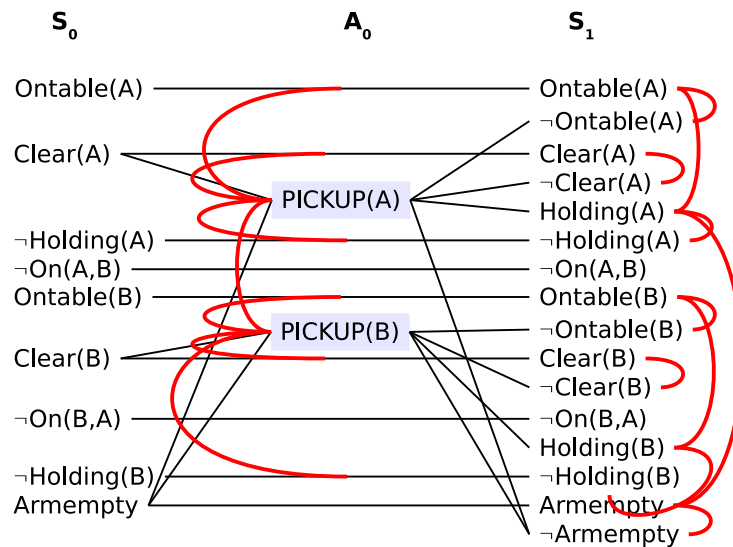 S0 A0 S1
Ontable(A) Ontable(A)
¬Ontable(A)
Clear(A) Clear(A)
¬Clear(A)
PICKUP(A)
Holding(A)
¬Holding(A) ¬Holding(A)
¬On(A,B) ¬On(A,B)
Ontable(B) Ontable(B)
PICKUP(B) ¬Ontable(B)
Clear(B) Clear(B)
¬Clear(B)
¬On(B,A) ¬On(B,A)
Holding(B)
¬Holding(B) ¬Holding(B)
Armempty Armempty
¬Armempty